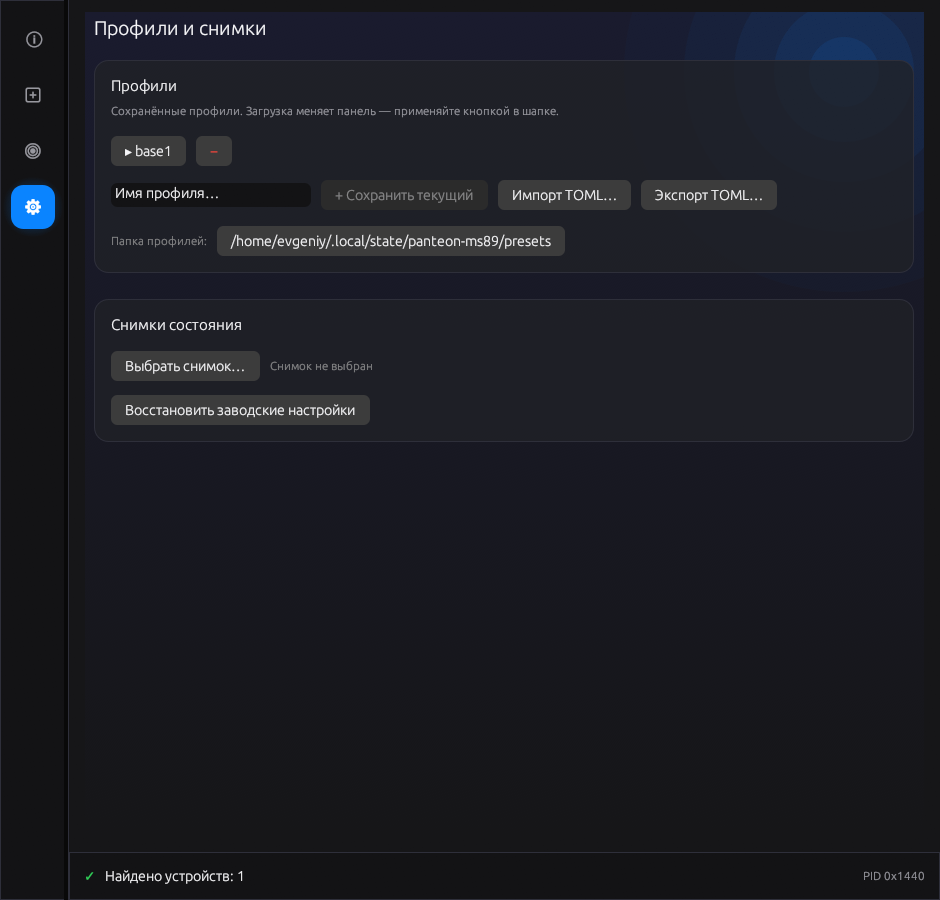 Профили и снимки
Профили
Сохранённые профили. Загрузка меняет панель — применяйте кнопкой в шапке.
▸ base1 –
Имя профиля… + Сохранить текущий Импорт TOML… Экспорт TOML…
Папка профилей: /home/evgeniy/.local/state/panteon-ms89/presets
Снимки состояния
Выбрать снимок… Снимок не выбран
Восстановить заводские настройки
✓ Найдено устройств: 1 PID 0x1440